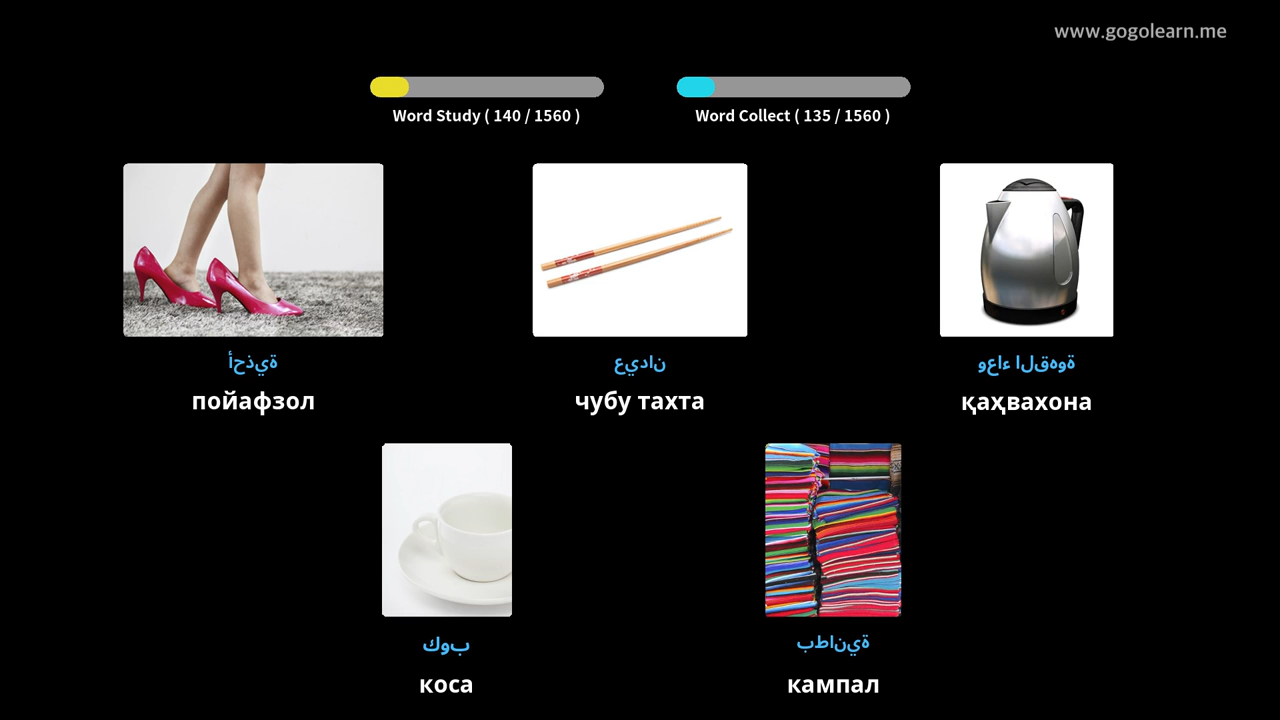 www.gogolearn.me
Word Study ( 140 / 1560 )
Word Collect ( 135 / 1560 )
أحذية
пойафзол
عيدان
чубу тахта
وعاء القهوة
қаҳвахона
كوب
коса
بطانية
кампал